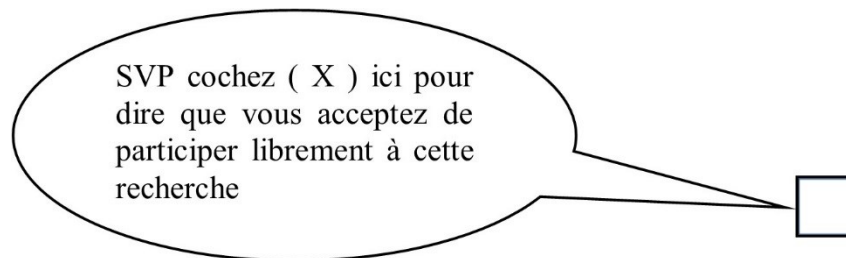 SVP cochez ( X ) ici pour
dire que vous acceptez de
participer librement à cette
recherche